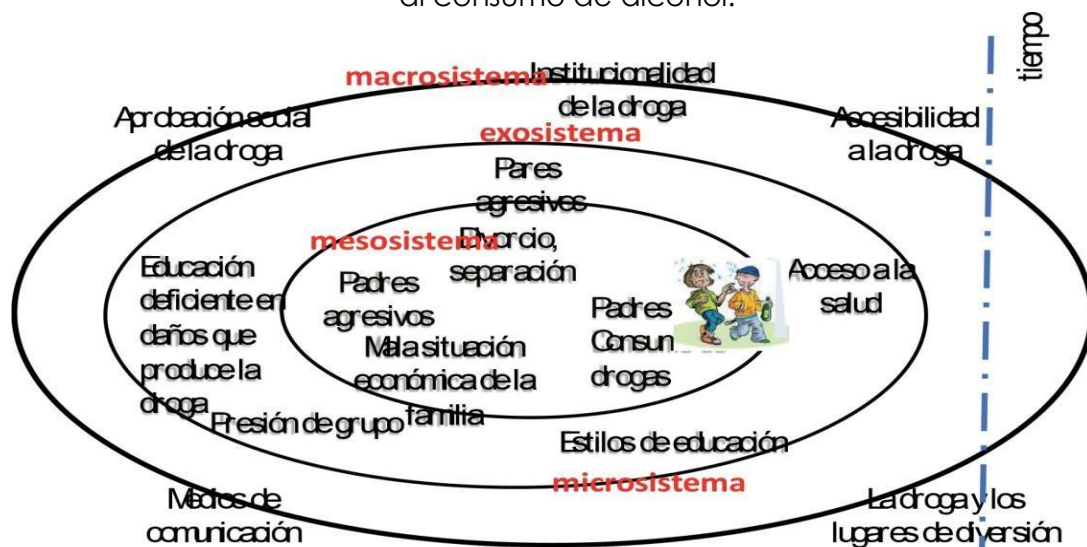 al consumo de alcohol.
tiempo
macrosistema
Institucionalidad
de la droga
Aprobación social
de la droga
exosistema
Accesibilidad
a la droga
Pares
agresivos
mesosistema
Divorcio,
separación
Educación
deficiente en
daños que
produce la
droga
Padres
agresivos
Padres
Consum
drogas
Acceso a la
salud
Mala situación
económica de la
familia
Presión de grupo
Estilos de educación
microsistema
Medios de
comunicación
La droga y los
lugares de diversión